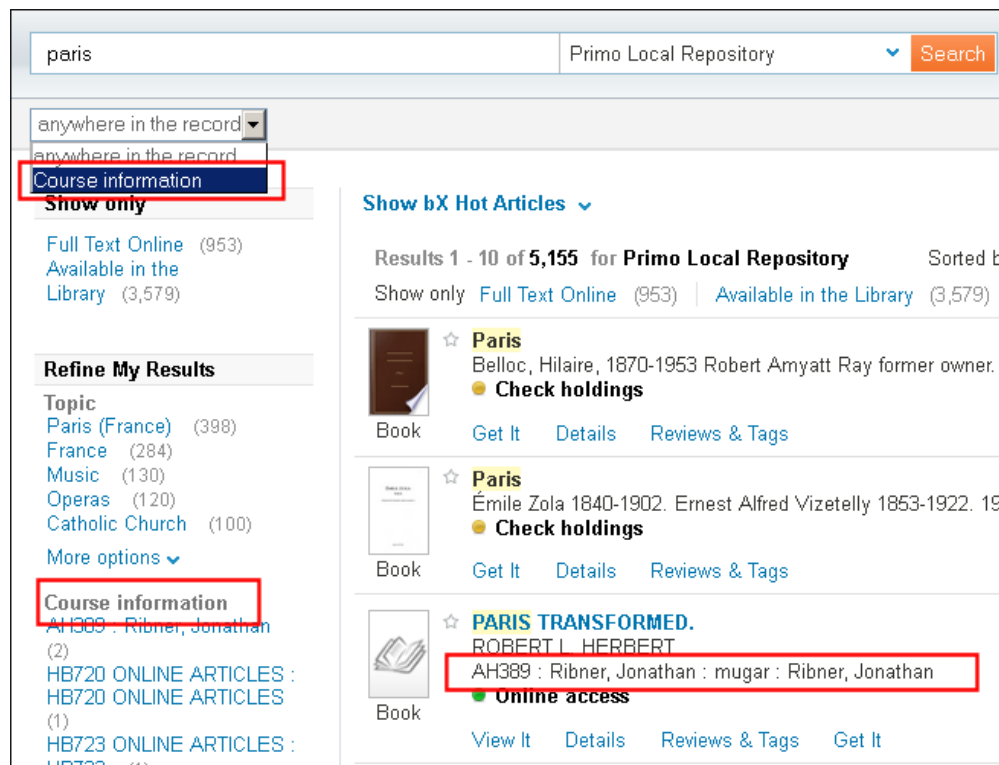 paris
Primo Local Repository
Search
anywhere in the record
anywhere in the record
Course information
Show only
Full Text Online (953)
Available in the
Library (3,579)
Refine My Results
Topic
Paris (France) (398)
France (284)
Music (130)
Operas (120)
Catholic Church (100)
More options
Course information
AH389 : Ribner, Jonathan
(2)
HB720 ONLINE ARTICLES :
HB720 ONLINE ARTICLES
(1)
HB723 ONLINE ARTICLES :
Show bX Hot Articles
Results 1 - 10 of 5,155 for Primo Local Repository
Sorted b
Show only Full Text Online (953) Available in the Library (3,579)
Paris
Belloc, Hilaire, 1870-1953 Robert Amyatt Ray former owner.
Check holdings
Book
Get It Details Reviews & Tags
Paris
Émile Zola 1840-1902. Ernest Alfred Vizetelly 1853-1922. 19
Check holdings
Book
Get It Details Reviews & Tags
PARIS TRANSFORMED.
ROBERT L. HERBERT
AH389 : Ribner, Jonathan : mugar : Ribner, Jonathan
Online access
Book
View It Details Reviews & Tags Get It